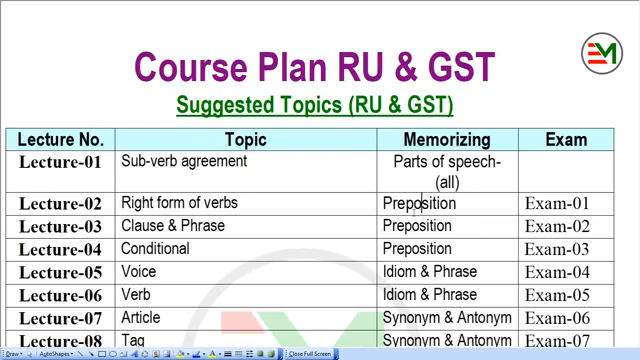 EM
Course Plan RU & GST
Suggested Topics (RU & GST)
Lecture No. Topic Memorizing Exam
Lecture-01 Sub-verb agreement Parts of speech-
(all)
Lecture-02 Right form of verbs Preposition Exam-01
Lecture-03 Clause & Phrase Preposition Exam-02
Lecture-04 Conditional Preposition Exam-03
Lecture-05 Voice Idiom & Phrase Exam-04
Lecture-06 Verb Idiom & Phrase Exam-05
Lecture-07 Article Synonym & Antonym Exam-06
Lecture-08 Tag Synonym & Antonym Exam-07
Draw AutoShapes Close Full Screen